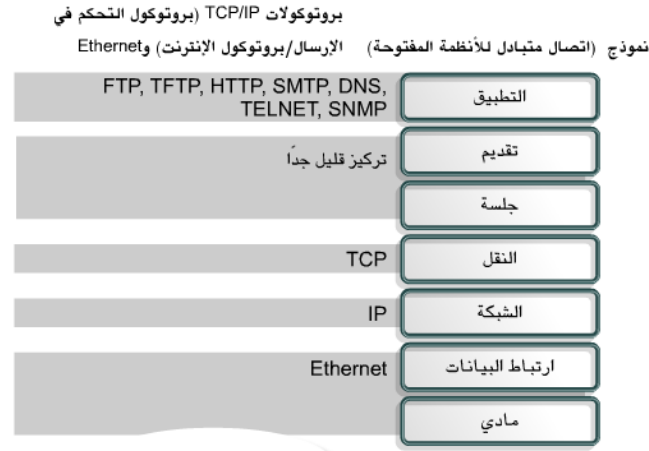 بروتوكولات TCP/IP (بروتوكول التحكم في
نموذج (اتصال متبادل للأنظمة المفتوحة) الإرسال/بروتوكول الإنترنت) وEthernet
التطبيق
FTP, TFTP, HTTP, SMTP, DNS,
TELNET, SNMP
تقديم
تركيز قليل جدًا
جلسة
النقل
TCP
الشبكة
IP
ارتباط البيانات
Ethernet
مادي